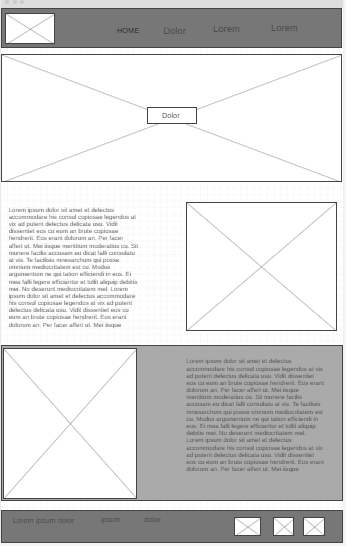 HOME Dolor Lorem Lorem
Dolor
Lorem ipsum dolor sit amet et delectus
accommodare his consul copiosae legendos at
vix ad putent delectus delicata usu. Vidit
dissentiet eos cu eum an brute copiosae
hendrerit. Eos erant dolorum an. Per facer
affert ut. Mei iisque mentitum moderatius cu. Sit
munere facilis accusam eu dicat falli consulatu
at vis. Te facilisis mnesarchum qui posse
omnium mediocritatem est cu. Modus
argumentum ne qui tation efficiendi in eos. Ei
mea falli legere efficiantur et tollit aliquip debitis
mei. No deserunt mediocritatem mel. Lorem
ipsum dolor sit amet et delectus accommodare
his consul copiosae legendos at vix ad putent
delectus delicata usu. Vidit dissentiet eos cu
eum an brute copiosae hendrerit. Eos erant
dolorum an. Per facer affert ut. Mei iisque
Lorem ipsum dolor sit amet et delectus
accommodare his consul copiosae legendos at vix
ad putent delectus delicata usu. Vidit dissentiet
eos cu eum an brute copiosae hendrerit. Eos erant
dolorum an. Per facer affert ut. Mei iisque
mentitum moderatius cu. Sit munere facilis
accusam eu dicat falli consulatu at vis. Te facilisis
mnesarchum qui posse omnium mediocritatem est
cu. Modus argumentum ne qui tation efficiendi in
eos. Ei mea falli legere efficiantur et tollit aliquip
debitis mei. No deserunt mediocritatem mel.
Lorem ipsum dolor sit amet et delectus
accommodare his consul copiosae legendos at vix
ad putent delectus delicata usu. Vidit dissentiet
eos cu eum an brute copiosae hendrerit. Eos erant
dolorum an. Per facer affert ut. Mei iisque
Lorem ipsum dolor ipsum dolor